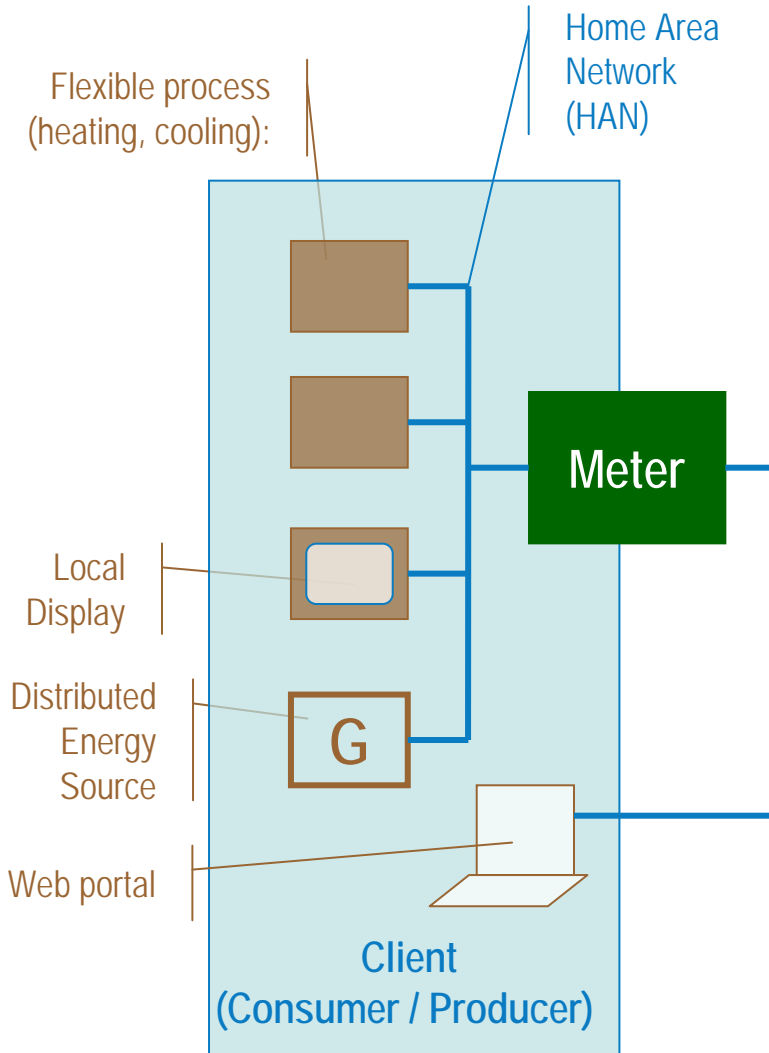 Home Area
Network
(HAN)
Flexible process
(heating, cooling):
Meter
Local
Display
Distributed
Energy
Source
G
Web portal
Client
(Consumer / Producer)